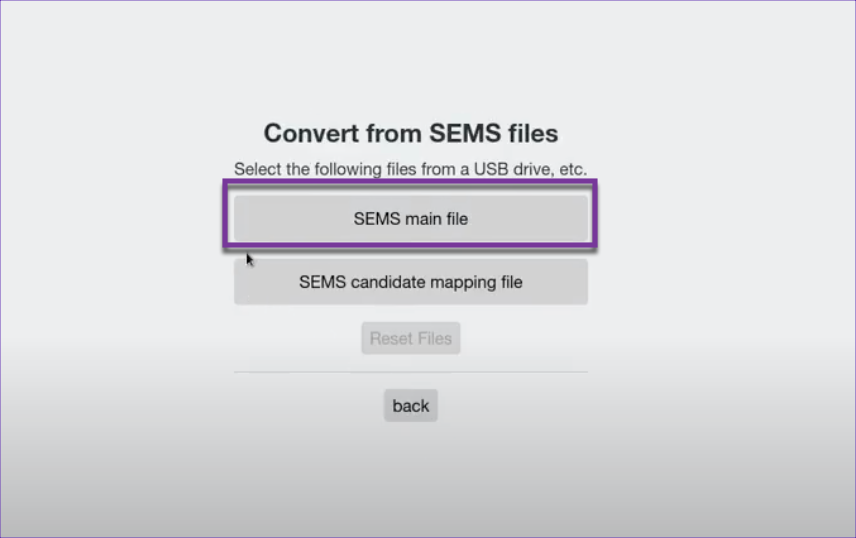 Convert from SEMS files
Select the following files from a USB drive, etc.
SEMS main file
SEMS candidate mapping file
Reset Files
back